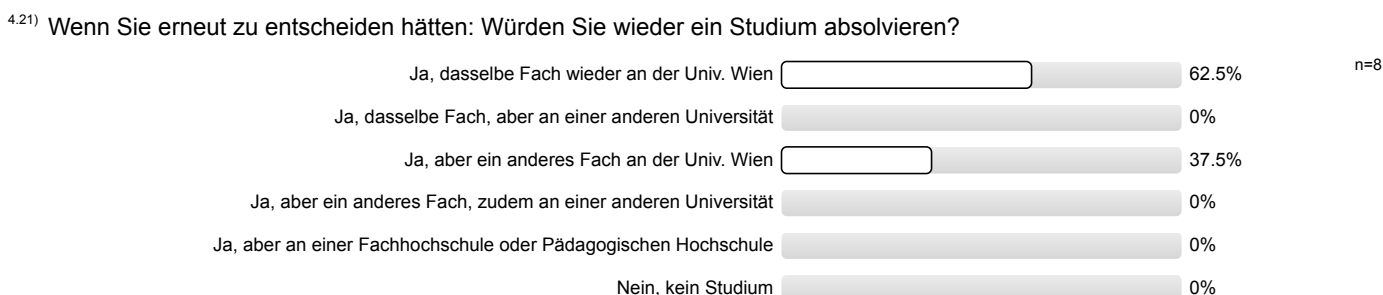 4.21) Wenn Sie erneut zu entscheiden hätten: Würden Sie wieder ein Studium absolvieren?
Ja, dasselbe Fach wieder an der Univ. Wien 62.5% n=8
Ja, dasselbe Fach, aber an einer anderen Universität 0%
Ja, aber ein anderes Fach an der Univ. Wien 37.5%
Ja, aber ein anderes Fach, zudem an einer anderen Universität 0%
Ja, aber an einer Fachhochschule oder Pädagogischen Hochschule 0%
Nein, kein Studium 0%